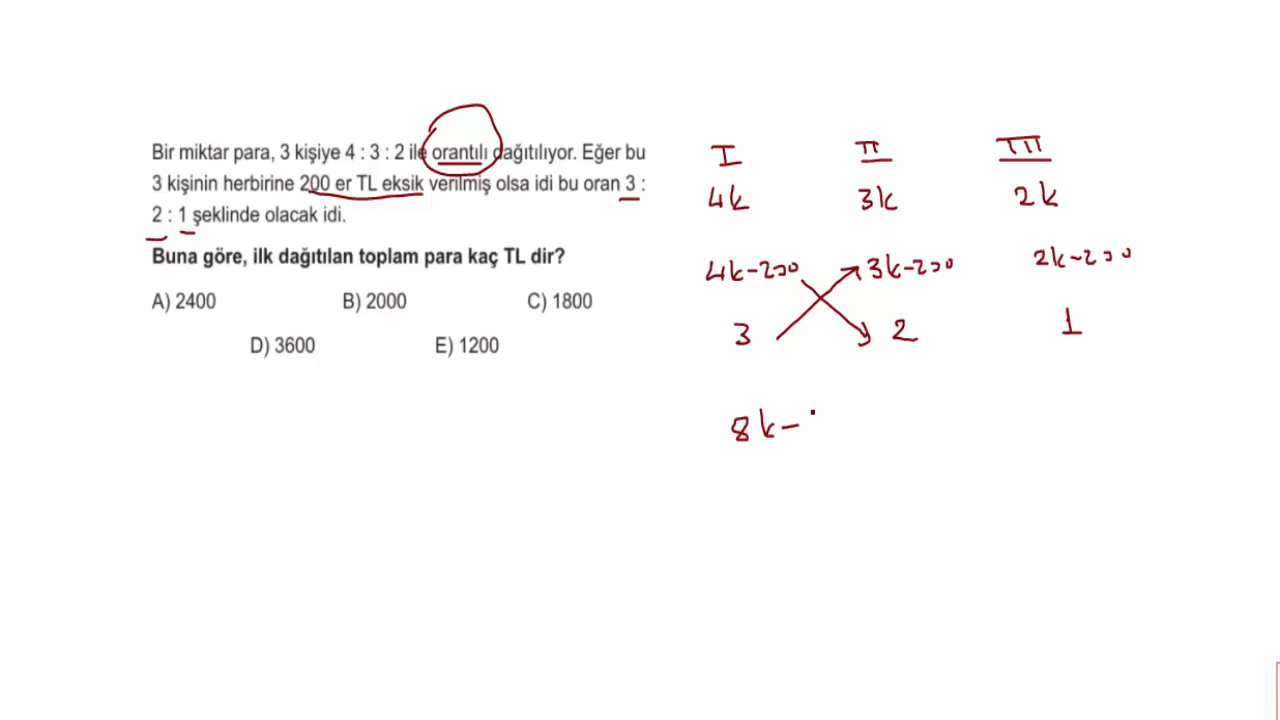 Bir miktar para, 3 kişiye 4 : 3 : 2 ile orantılı dağıtılıyor. Eğer bu
3 kişinin herbirine 200 er TL eksik verilmiş olsa idi bu oran 3 :
2 : 1 şeklinde olacak idi.
Buna göre, ilk dağıtılan toplam para kaç TL dir?
A) 2400 B) 2000 C) 1800
D) 3600 E) 1200
I II III
4k 3k 2k
4k-200 3k-200 2k-200
3 2 1
8k-